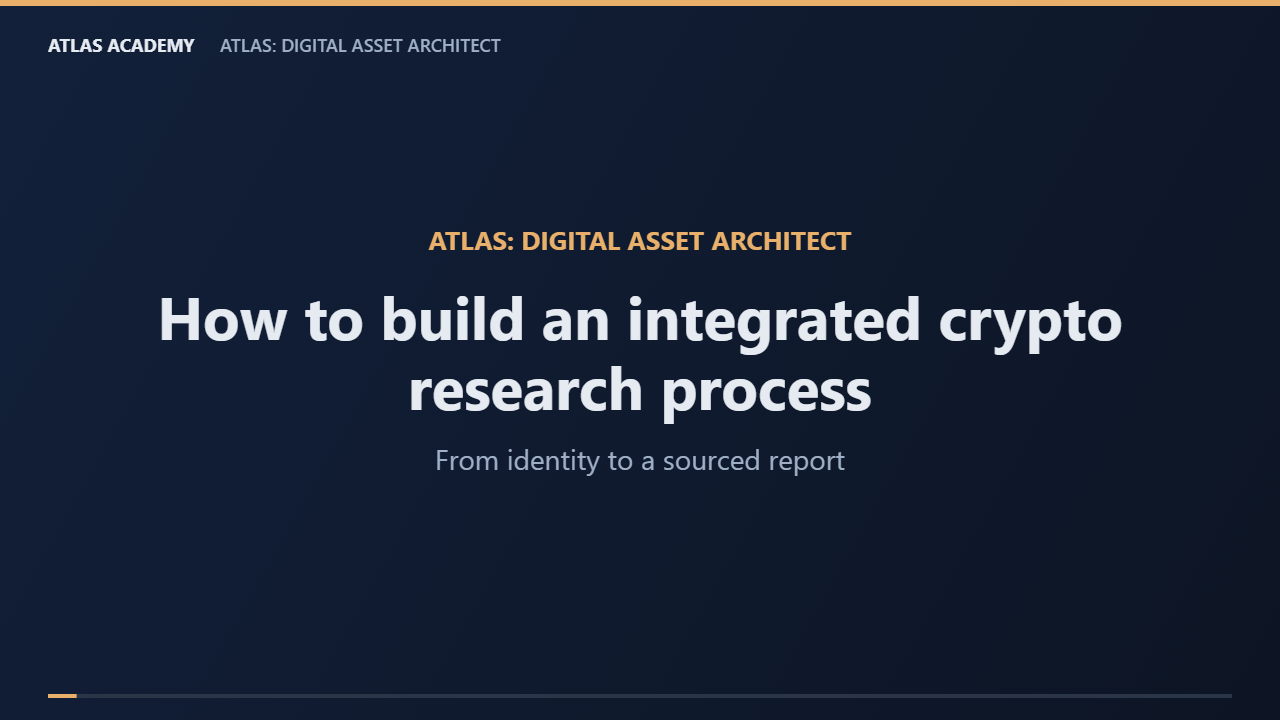 ATLAS ACADEMY ATLAS: DIGITAL ASSET ARCHITECT
ATLAS: DIGITAL ASSET ARCHITECT
How to build an integrated crypto
research process
From identity to a sourced report